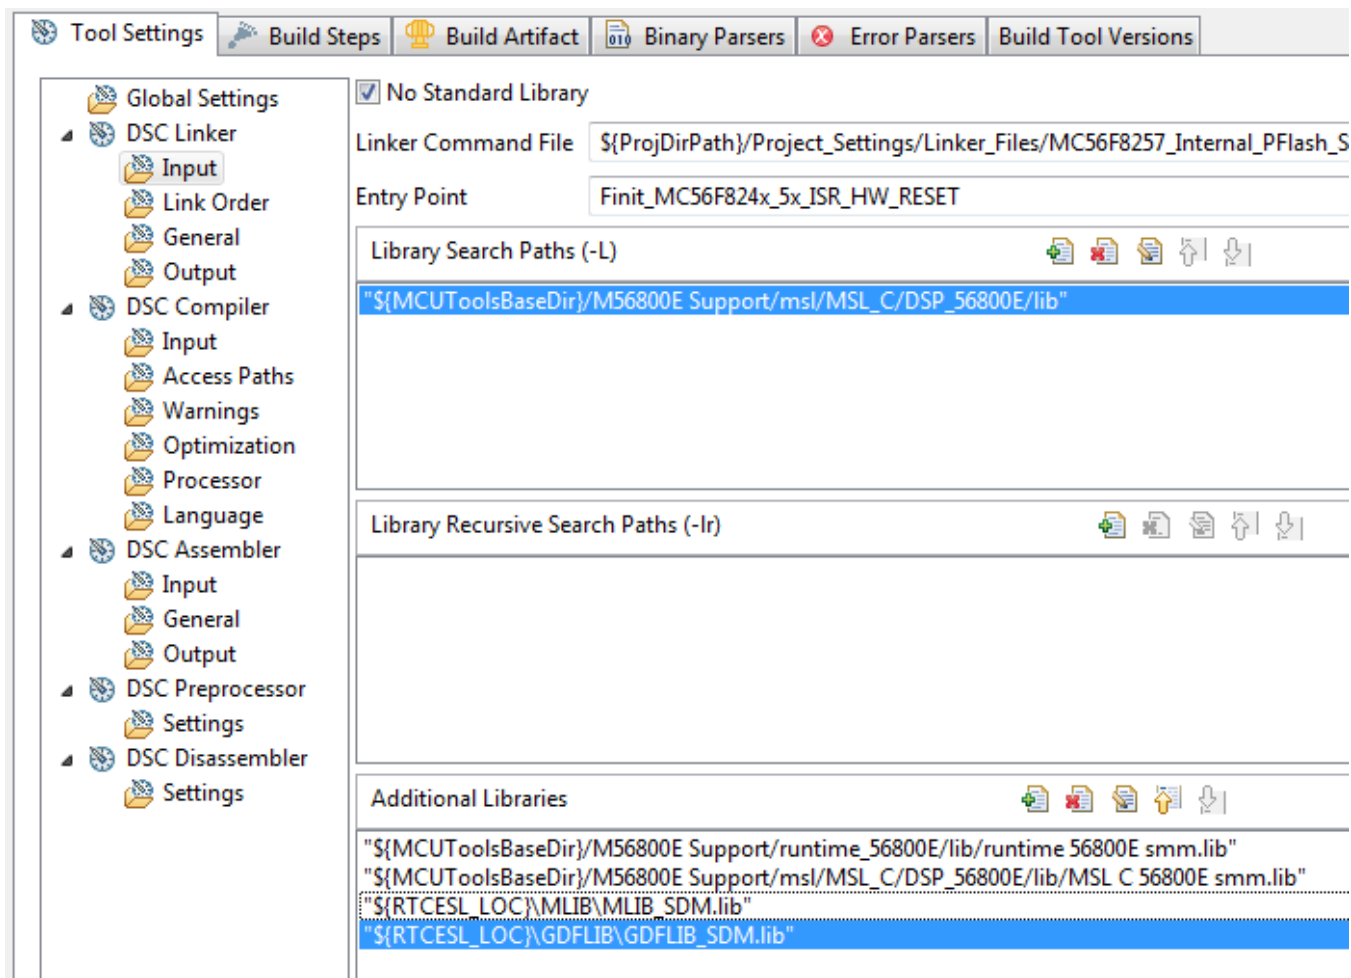 Tool Settings Build Steps Build Artifact Binary Parsers Error Parsers Build Tool Versions
Global Settings
DSC Linker
Input
Link Order
General
Output
DSC Compiler
Input
Access Paths
Warnings
Optimization
Processor
Language
DSC Assembler
Input
General
Output
DSC Preprocessor
Settings
DSC Disassembler
Settings
No Standard Library
Linker Command File ${ProjDirPath}/Project_Settings/Linker_Files/MC56F8257_Internal_PFlash_S
Entry Point Finit_MC56F824x_5x_ISR_HW_RESET
Library Search Paths (-L)
"${MCUToolsBaseDir}/M56800E Support/msl/MSL_C/DSP_56800E/lib"
Library Recursive Search Paths (-lr)
Additional Libraries
"${MCUToolsBaseDir}/M56800E Support/runtime_56800E/lib/runtime 56800E smm.lib"
"${MCUToolsBaseDir}/M56800E Support/msl/MSL_C/DSP_56800E/lib/MSL C 56800E smm.lib"
"${RTCESL_LOC}\MLIB\MLIB_SDM.lib"
"${RTCESL_LOC}\GDFLIB\GDFLIB_SDM.lib"